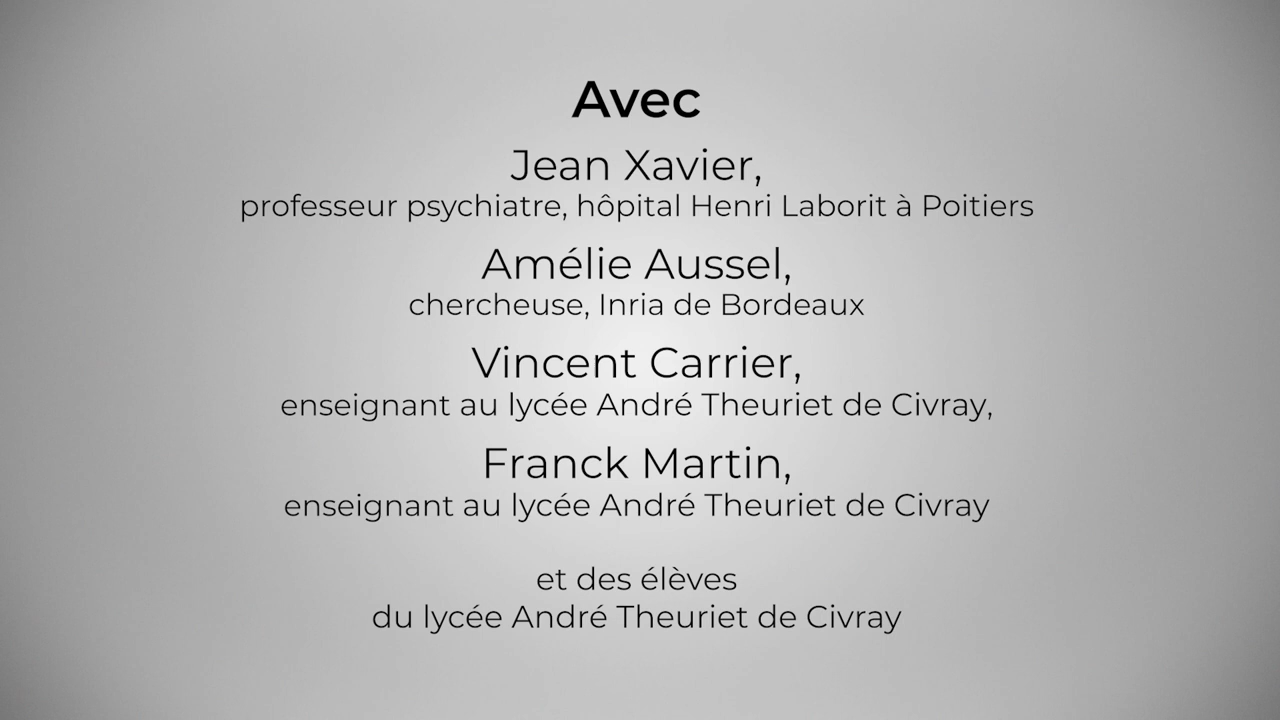 Avec
Jean Xavier,
professeur psychiatre, hôpital Henri Laborit à Poitiers
Amélie Aussel,
chercheuse, Inria de Bordeaux
Vincent Carrier,
enseignant au lycée André Theuriet de Civray,
Franck Martin,
enseignant au lycée André Theuriet de Civray
et des élèves
du lycée André Theuriet de Civray